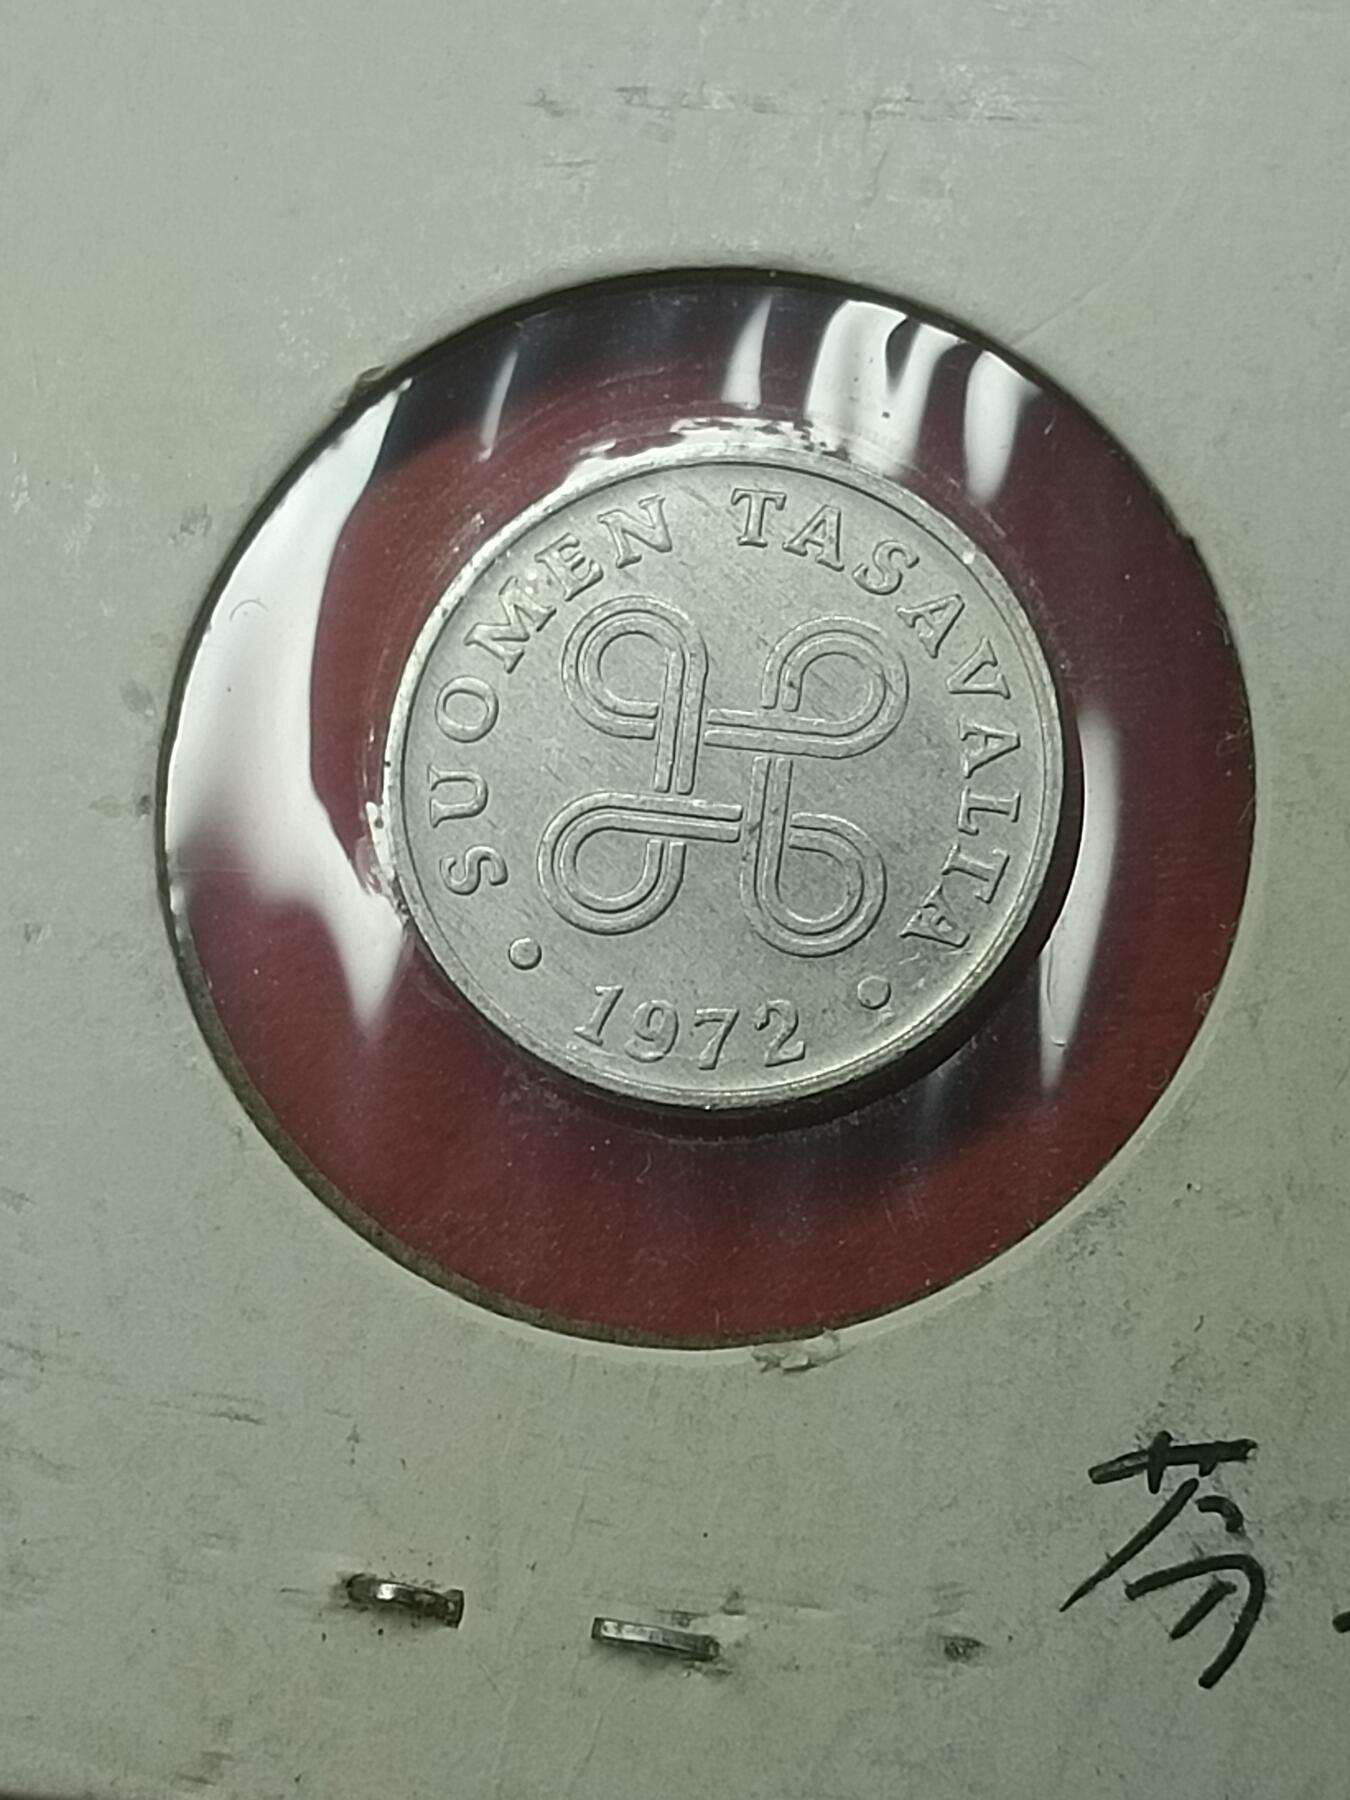 SUOMEN TASAVALTA
• 1972 •
芬